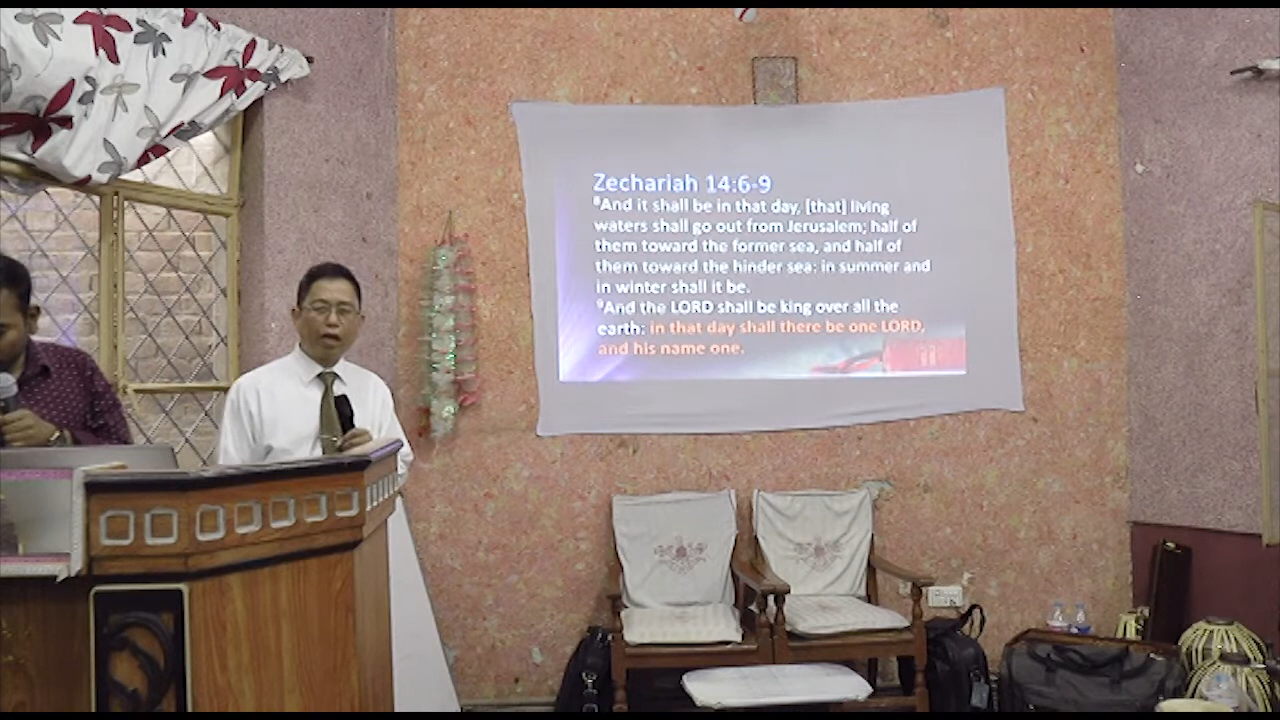 Zechariah 14:6-9
⁸And it shall be in that day, [that] living
waters shall go out from Jerusalem; half of
them toward the former sea, and half of
them toward the hinder sea: in summer and
in winter shall it be.
⁹And the LORD shall be king over all the
earth: in that day shall there be one LORD,
and his name one.